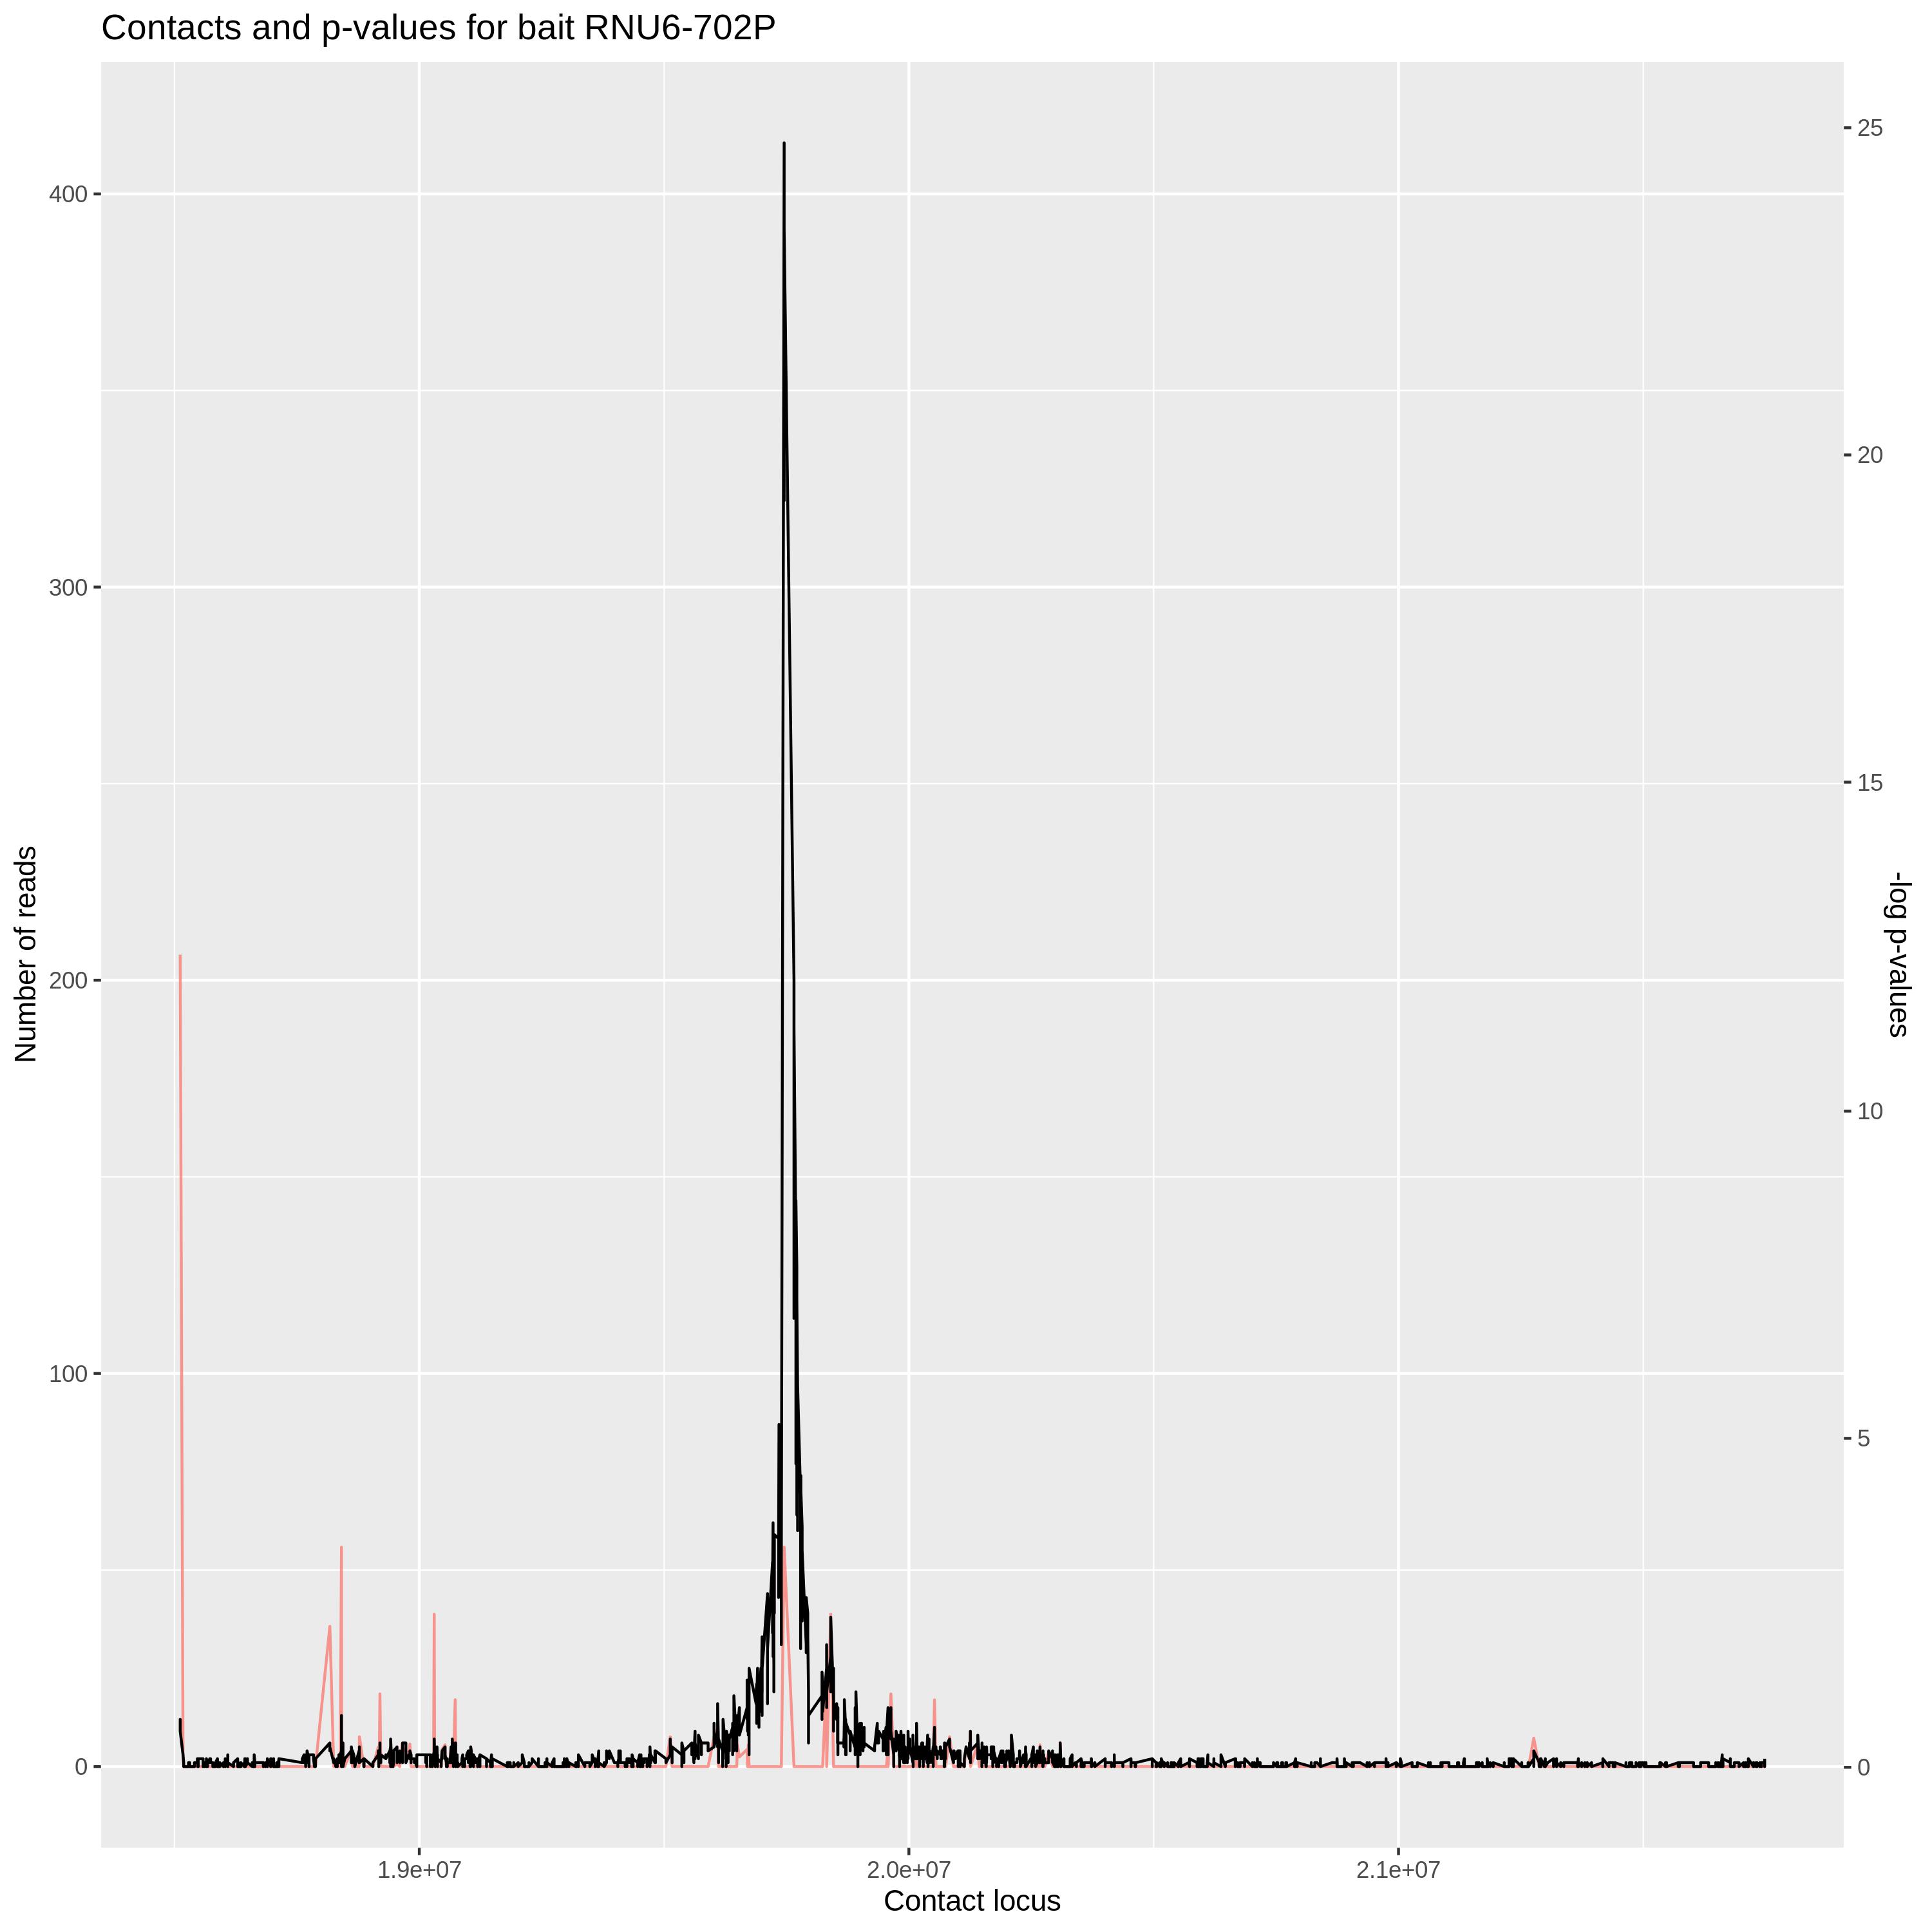 Contacts and p-values for bait RNU6-702P
400
300
200
100
0
25
20
15
10
5
0
Number of reads
-log p-values
1.9e+07
2.0e+07
2.1e+07
Contact locus